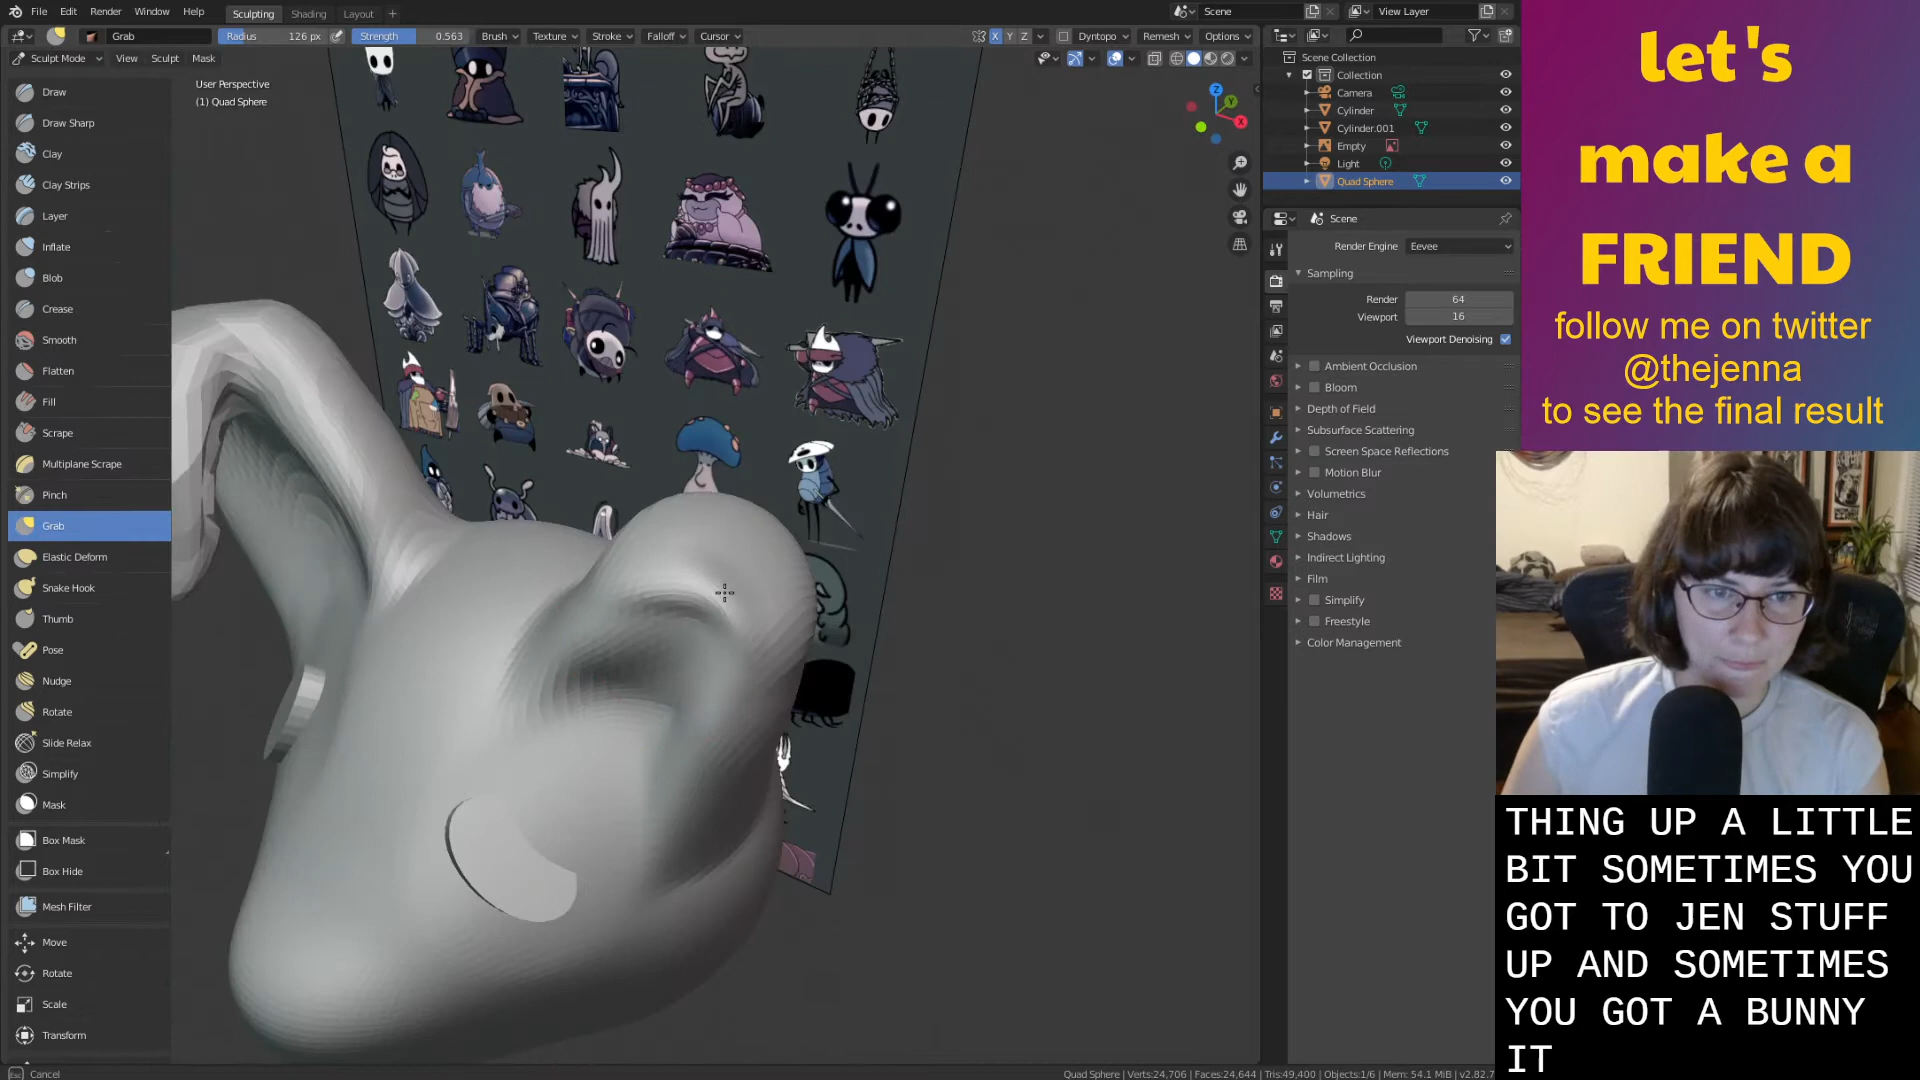 File Edit Render Window Help
Sculpting Shading Layout +
Scene
View Layer
Grab
Radius 126 px
Strength 0.563
Brush Texture Stroke Falloff Cursor
X Y Z
Dyntopo Remesh Options
Sculpt Mode View Sculpt Mask
User Perspective
(1) Quad Sphere
Draw
Draw Sharp
Clay
Clay Strips
Layer
Inflate
Blob
Crease
Smooth
Flatten
Fill
Scrape
Multiplane Scrape
Pinch
Grab
Elastic Deform
Snake Hook
Thumb
Pose
Nudge
Rotate
Slide Relax
Simplify
Mask
Box Mask
Box Hide
Mesh Filter
Move
Rotate
Scale
Transform
Z
Y
X
Scene Collection
Collection
Camera
Cylinder
Cylinder.001
Empty
Light
Quad Sphere
Scene
Render Engine Eevee
Sampling
Render 64
Viewport 16
Viewport Denoising
Ambient Occlusion
Bloom
Depth of Field
Subsurface Scattering
Screen Space Reflections
Motion Blur
Volumetrics
Hair
Shadows
Indirect Lighting
Film
Simplify
Freestyle
Color Management
let's
make a
FRIEND
follow me on twitter
@thejenna
to see the final result
THING UP A LITTLE
BIT SOMETIMES YOU
GOT TO JEN STUFF
UP AND SOMETIMES
YOU GOT A BUNNY
IT
Esc Cancel
Quad Sphere | Verts:24,706 | Faces:24,644 | Tris:49,400 | Objects:1/6 | Mem: 54.1 MiB | v2.82.7